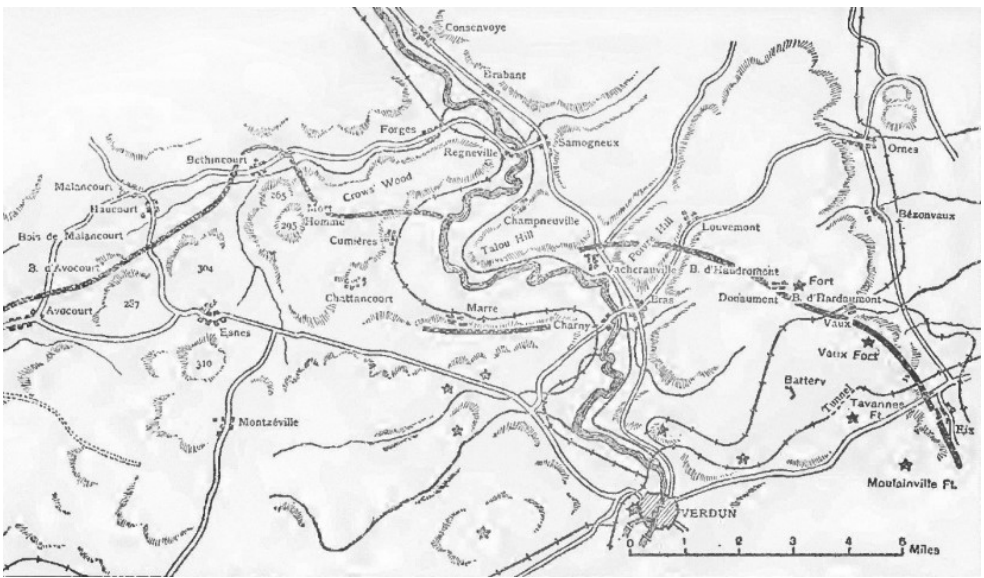 Consenvoye
Brabant
Forges
Samogneux
Ornes
Regneville
Bethincourt
Malancourt
Crows' Wood
265
Haucourt
Mort
Homme
295
Champneuville
Bézonvaux
Louvemont
Cumières
Talou Hill
Poivre Hill
Bois de Malancourt
304
Vacherauville
B. d'Haudromont
B. d'Avocourt
Fort
287
Chattancourt
Douaumont
B. d'Hardaumont
Avocourt
Esnes
Marre
Charny
Bras
Vaux
Vaux Fort
310
Battery
Tunnel
Tavannes
Ft.
Eix
Montzéville
Moulainville Ft.
VERDUN
0 1 2 3 4 5
Miles